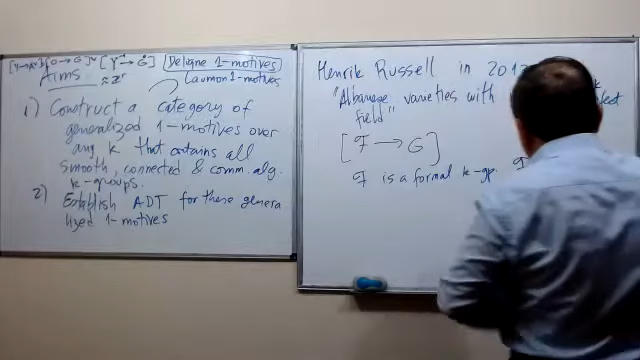 Aims
≈ Zʳ
Deligne 1-motives
Laumon 1-motives
1) Construct a category of
generalized 1-motives over
any k that contains all
smooth, connected & comm. alg.
k-groups.
2) Establish ADT for these genera
lized 1-motives
Henrik Russell in
"Albanese varieties with
field"
[ℱ → G]
ℱ is a formal k-gp.